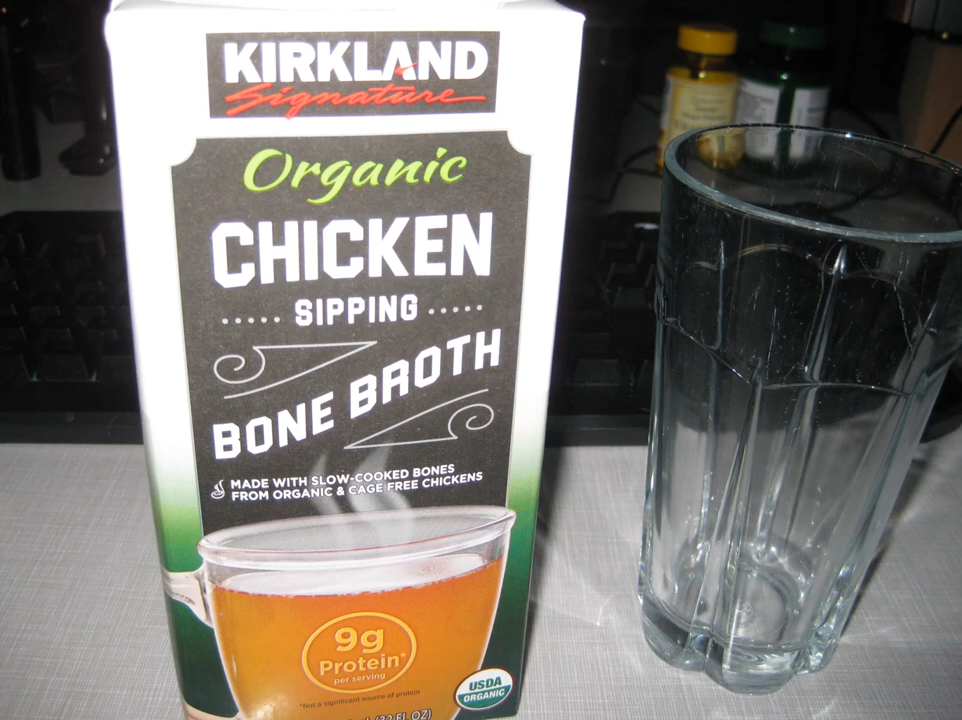 KIRKLAND
Signature
Organic
CHICKEN
SIPPING
BONE BROTH
MADE WITH SLOW-COOKED BONES
FROM ORGANIC & CAGE FREE CHICKENS
9g
Protein*
per serving
*Not a significant source of protein
USDA
ORGANIC
(32 FL OZ)